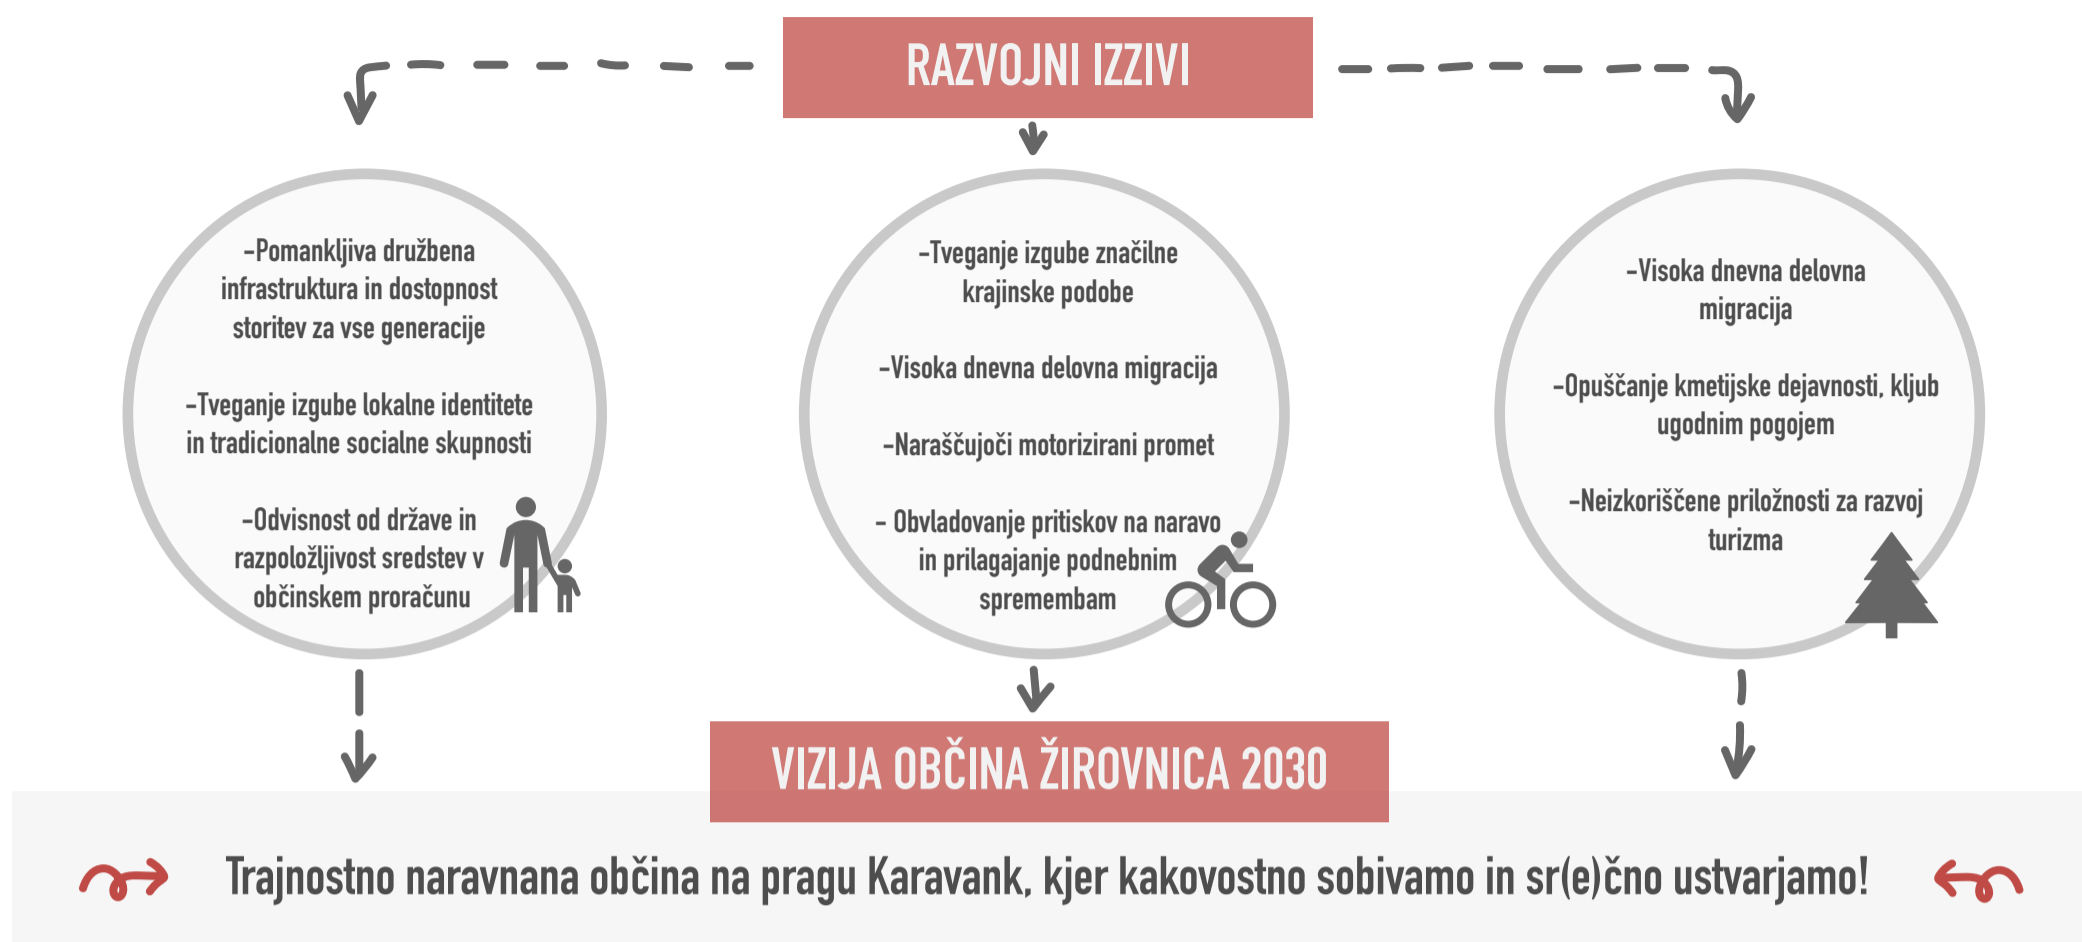 RAZVOJNI IZZIVI
-Pomankljiva družbena
infrastruktura in dostopnost
storitev za vse generacije
-Tveganje izgube lokalne identitete
in tradicionalne socialne skupnosti
-Odvisnost od države in
razpoložljivost sredstev v
občinskem proračunu
-Tveganje izgube značilne
krajinske podobe
-Visoka dnevna delovna migracija
-Naraščujoči motorizirani promet
- Obvladovanje pritiskov na naravo
in prilagajanje podnebnim
spremembam
-Visoka dnevna delovna
migracija
-Opuščanje kmetijske dejavnosti, kljub
ugodnim pogojem
-Neizkoriščene priložnosti za razvoj
turizma
VIZIJA OBČINA ŽIROVNICA 2030
Trajnostno naravnana občina na pragu Karavank, kjer kakovostno sobivamo in sr(e)čno ustvarjamo!